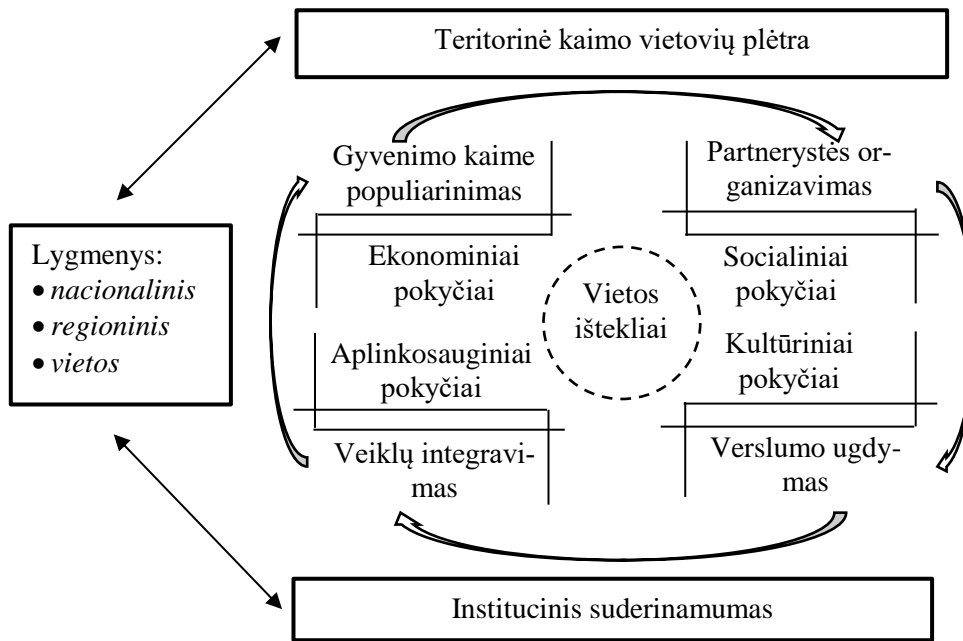 Teritorinė kaimo vietovių plėtra
Gyvenimo kaime
populiarinimas
Partnerystės or-
ganizavimas
Lygmenys:
• nacionalinis
• regioninis
• vietos
Ekonominiai
pokyčiai
Vietos
ištekliai
Socialiniai
pokyčiai
Aplinkosauginiai
pokyčiai
Kultūriniai
pokyčiai
Veiklų integravi-
mas
Verslumo ugdy-
mas
Institucinis suderinamumas